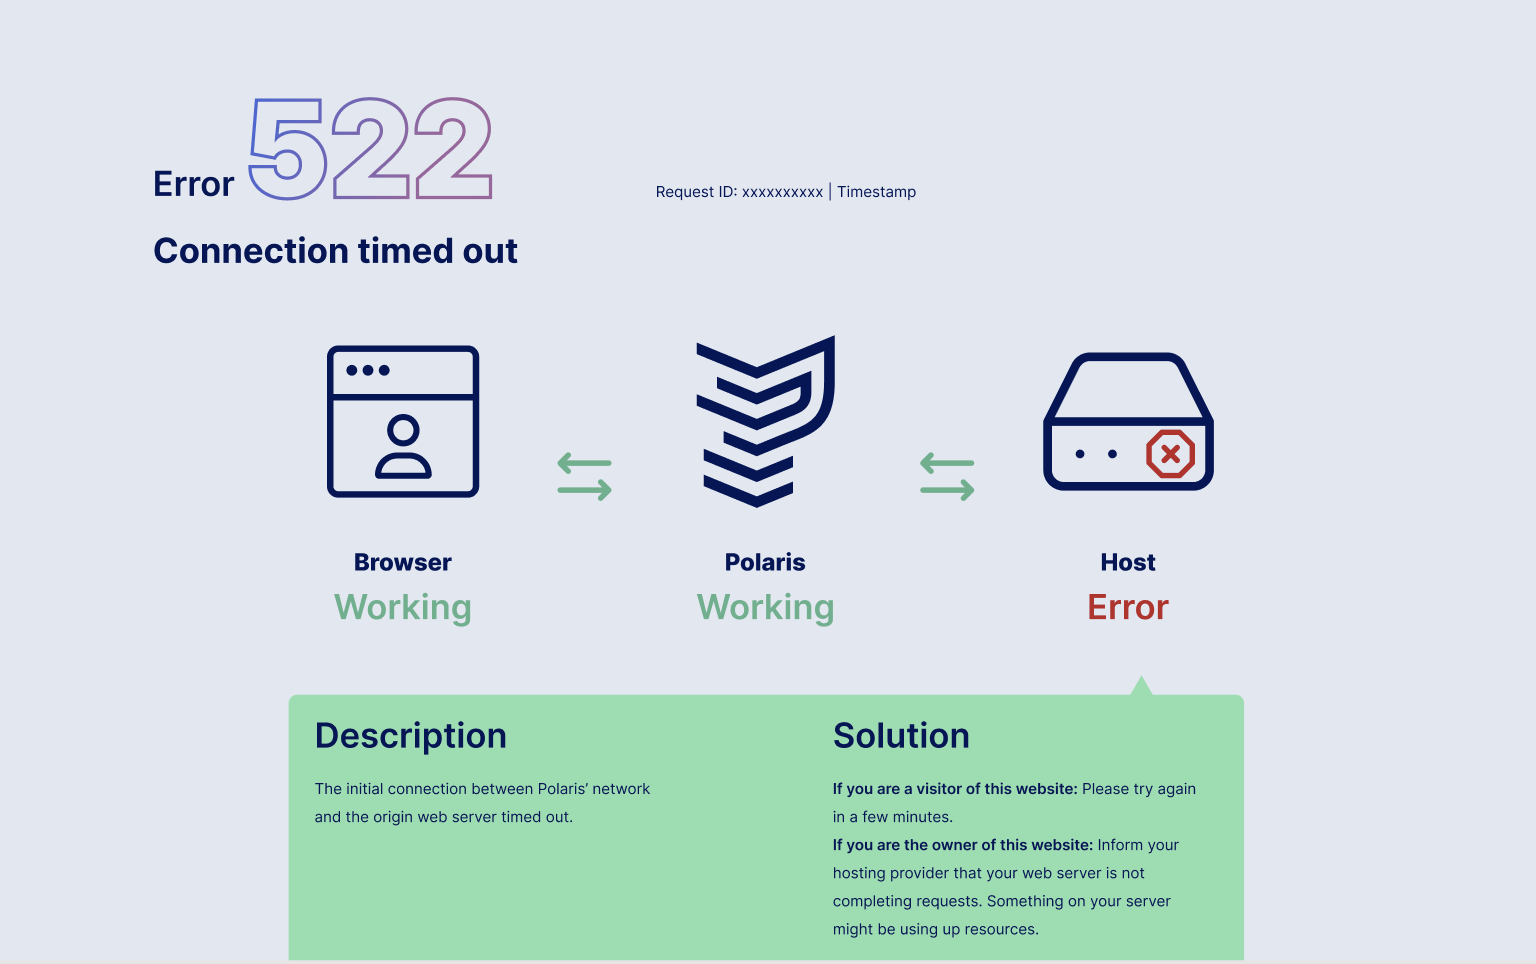 Error 522
Request ID: xxxxxxxxxx | Timestamp
Connection timed out
Browser
Working
Polaris
Working
Host
Error
Description
The initial connection between Polaris’ network
and the origin web server timed out.
Solution
If you are a visitor of this website: Please try again
in a few minutes.
If you are the owner of this website: Inform your
hosting provider that your web server is not
completing requests. Something on your server
might be using up resources.